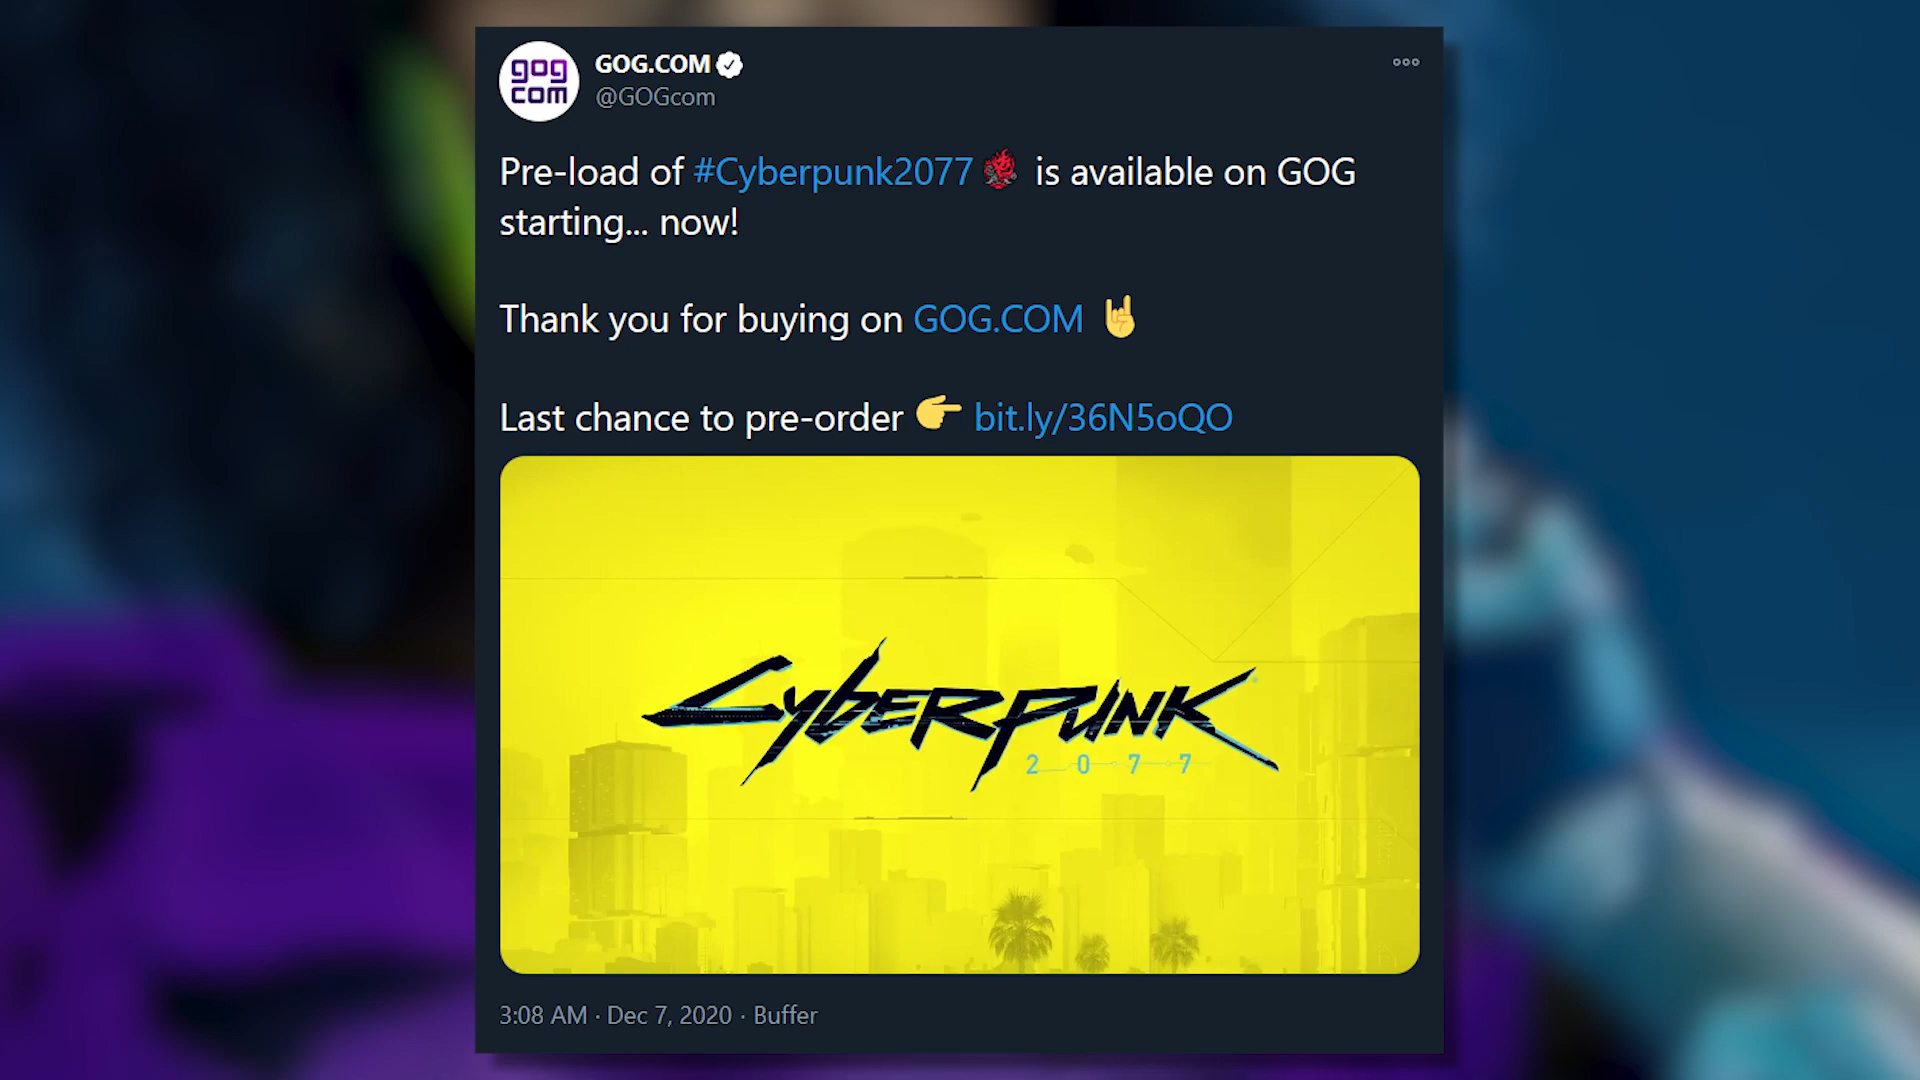 gog
com
GOG.COM
@GOGcom
Pre-load of #Cyberpunk2077 is available on GOG
starting... now!
Thank you for buying on GOG.COM 🤘
Last chance to pre-order 👉 bit.ly/36N5oQO
Cyberpunk
2077
3:08 AM · Dec 7, 2020 · Buffer